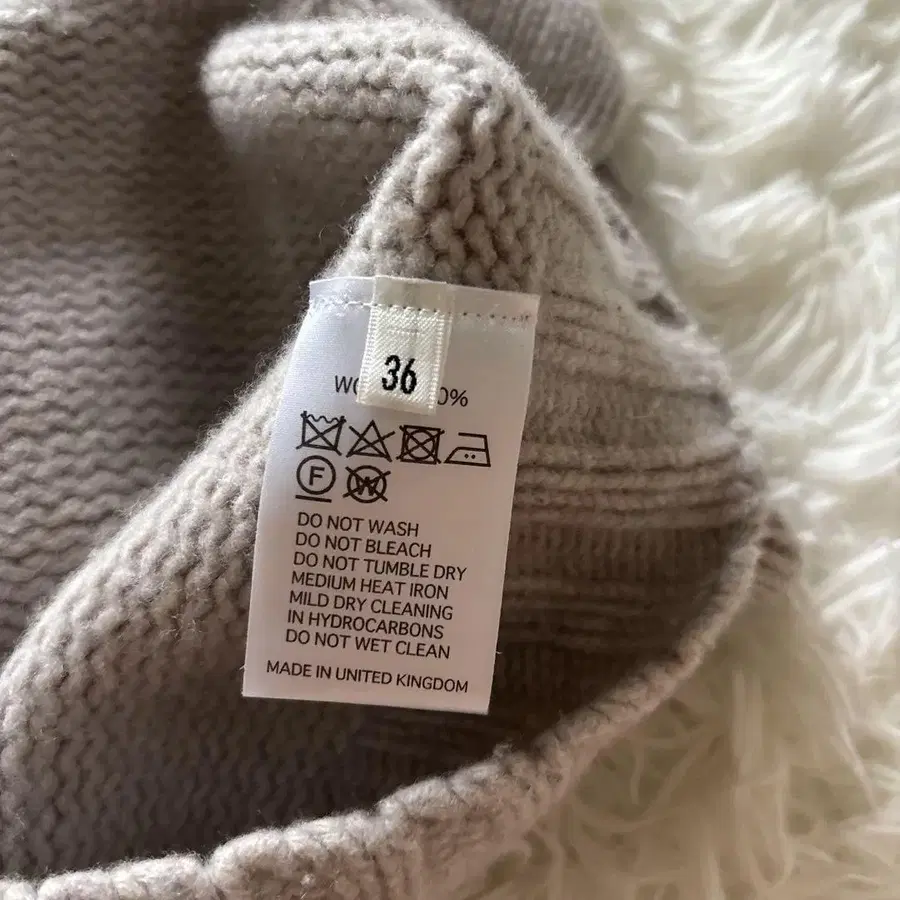 36
0%
F
W
DO NOT WASH
DO NOT BLEACH
DO NOT TUMBLE DRY
MEDIUM HEAT IRON
MILD DRY CLEANING
IN HYDROCARBONS
DO NOT WET CLEAN
MADE IN UNITED KINGDOM